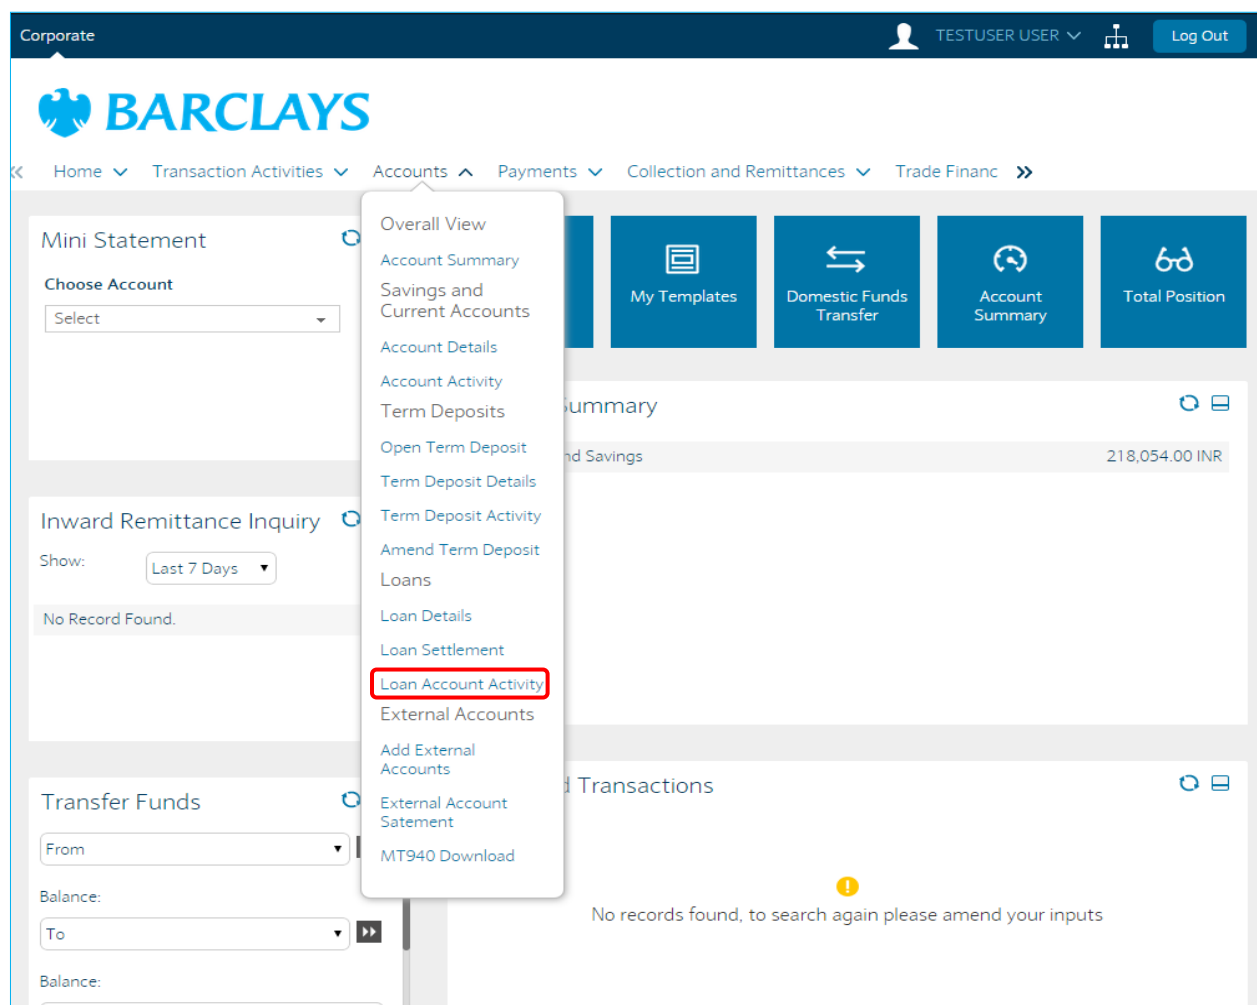 Corporate
TESTUSER USER
Log Out
BARCLAYS
Home
Transaction Activities
Accounts
Payments
Collection and Remittances
Trade Financ
Mini Statement
Choose Account
Select
Overall View
Account Summary
Savings and
Current Accounts
Account Details
Account Activity
Term Deposits
Open Term Deposit
Term Deposit Details
Term Deposit Activity
Amend Term Deposit
Loans
Loan Details
Loan Settlement
Loan Account Activity
External Accounts
Add External
Accounts
External Account
Satement
MT940 Download
My Templates
Domestic Funds
Transfer
Account
Summary
Total Position
Summary
nd Savings
218,054.00 INR
Inward Remittance Inquiry
Show:
Last 7 Days
No Record Found.
Transfer Funds
From
Balance:
To
Balance:
d Transactions
No records found, to search again please amend your inputs